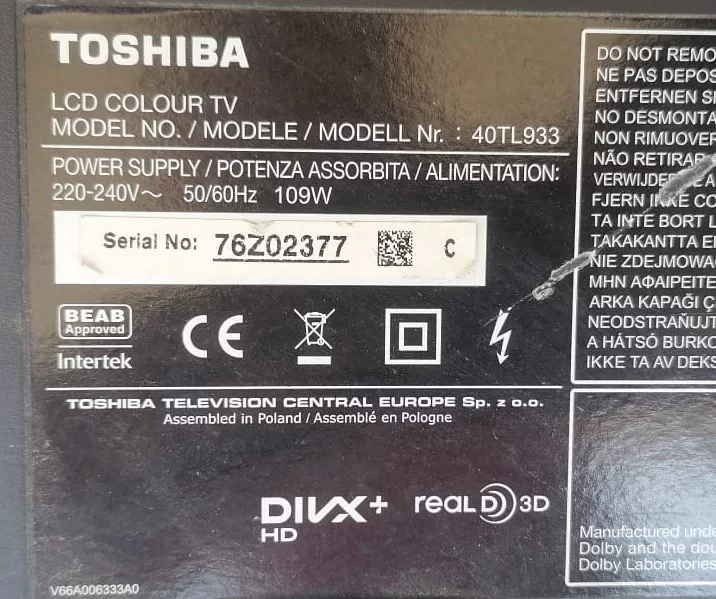 TOSHIBA
LCD COLOUR TV
MODEL NO. / MODELE / MODELL Nr. : 40TL933
POWER SUPPLY / POTENZA ASSORBITA / ALIMENTATION:
220-240V～ 50/60Hz 109W
Serial No: 76Z02377 C
BEAB
Approved
Intertek
CE
TOSHIBA TELEVISION CENTRAL EUROPE Sp. z o.o.
Assembled in Poland / Assemblé en Pologne
DIVX+
HD
REALD 3D
V66A006333A0
DO NOT REMO
NE PAS DEPOS
ENTFERNEN S
NO DESMONTA
NON RIMUOVER
NÃO RETIRAR
VERWIJDE
FJERN CO
TA INTE BORT L
TAKAKANTTA E
NIE ZDEJMOWA
ΜΗΝ ΑΦΑΙΡΕΙΤΕ
ARKA KAPAĞI Ç
NEODSTRAŇUJT
A HÁTSÓ BURKO
IKKE TA AV DEKS
Manufactured unde
Dolby and the dou
Dolby Laboratories